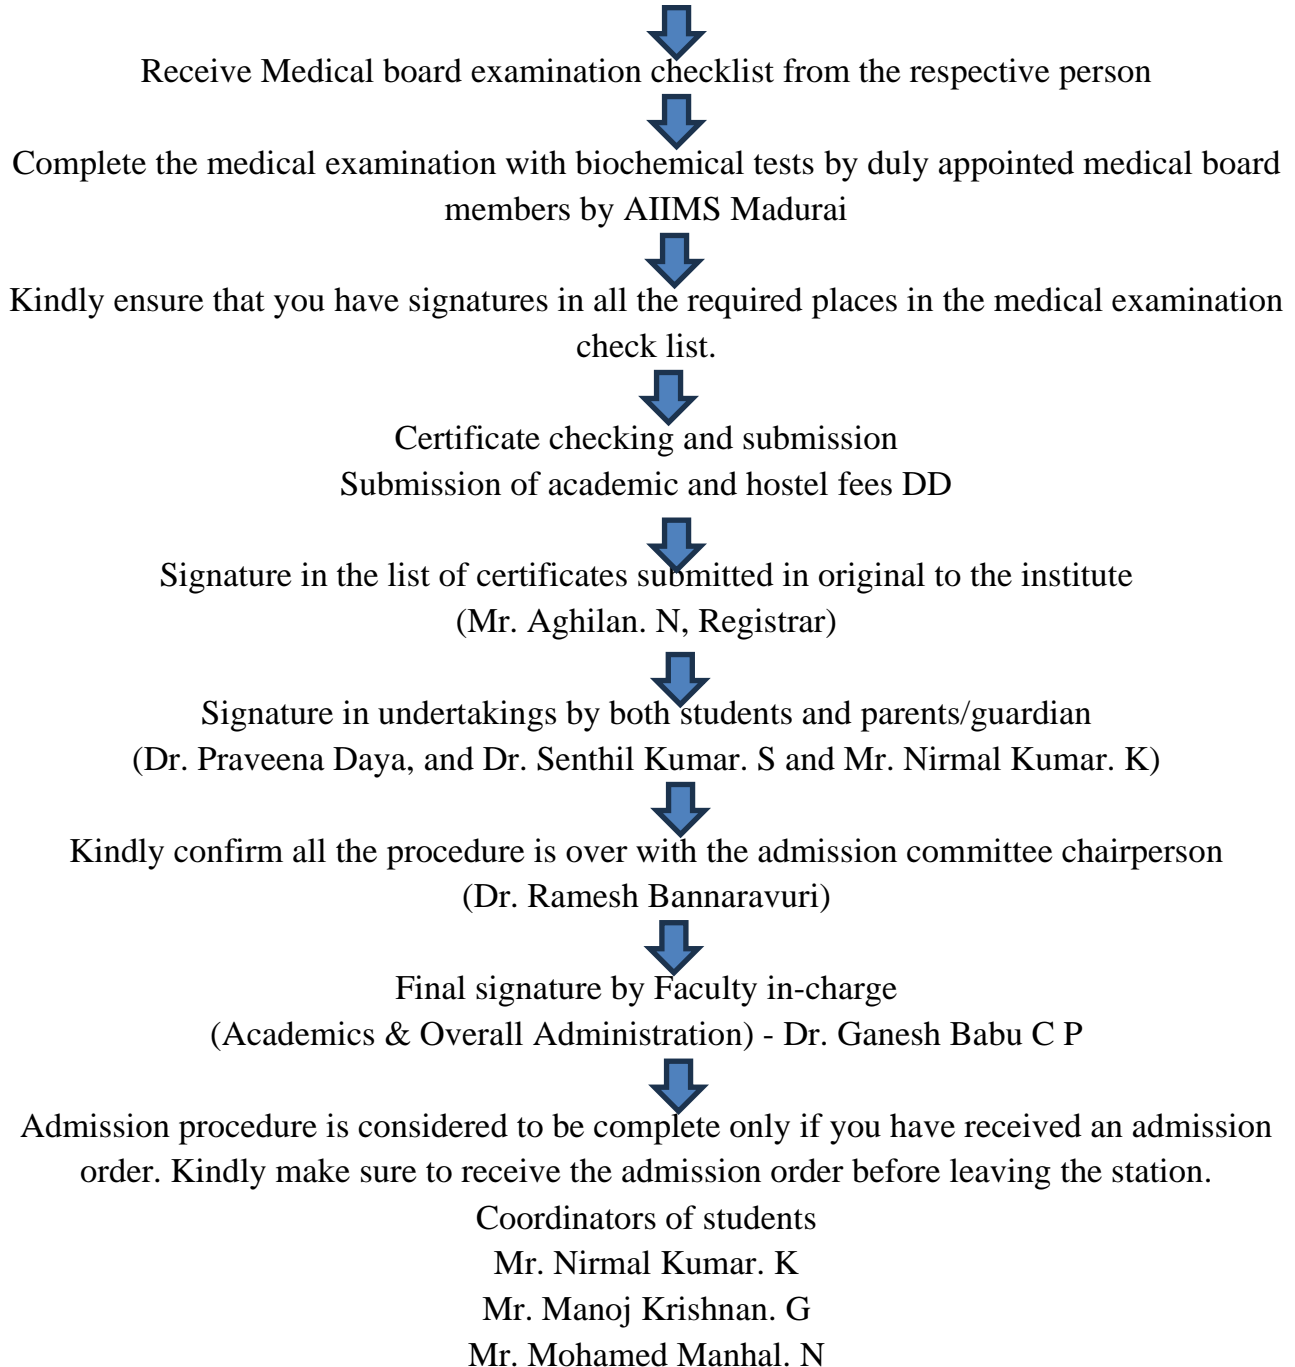 Receive Medical board examination checklist from the respective person
Complete the medical examination with biochemical tests by duly appointed medical board
members by AIIMS Madurai
Kindly ensure that you have signatures in all the required places in the medical examination
check list.
Certificate checking and submission
Submission of academic and hostel fees DD
Signature in the list of certificates submitted in original to the institute
(Mr. Aghilan. N, Registrar)
Signature in undertakings by both students and parents/guardian
(Dr. Praveena Daya, and Dr. Senthil Kumar. S and Mr. Nirmal Kumar. K)
Kindly confirm all the procedure is over with the admission committee chairperson
(Dr. Ramesh Bannaravuri)
Final signature by Faculty in-charge
(Academics & Overall Administration) - Dr. Ganesh Babu C P
Admission procedure is considered to be complete only if you have received an admission
order. Kindly make sure to receive the admission order before leaving the station.
Coordinators of students
Mr. Nirmal Kumar. K
Mr. Manoj Krishnan. G
Mr. Mohamed Manhal. N